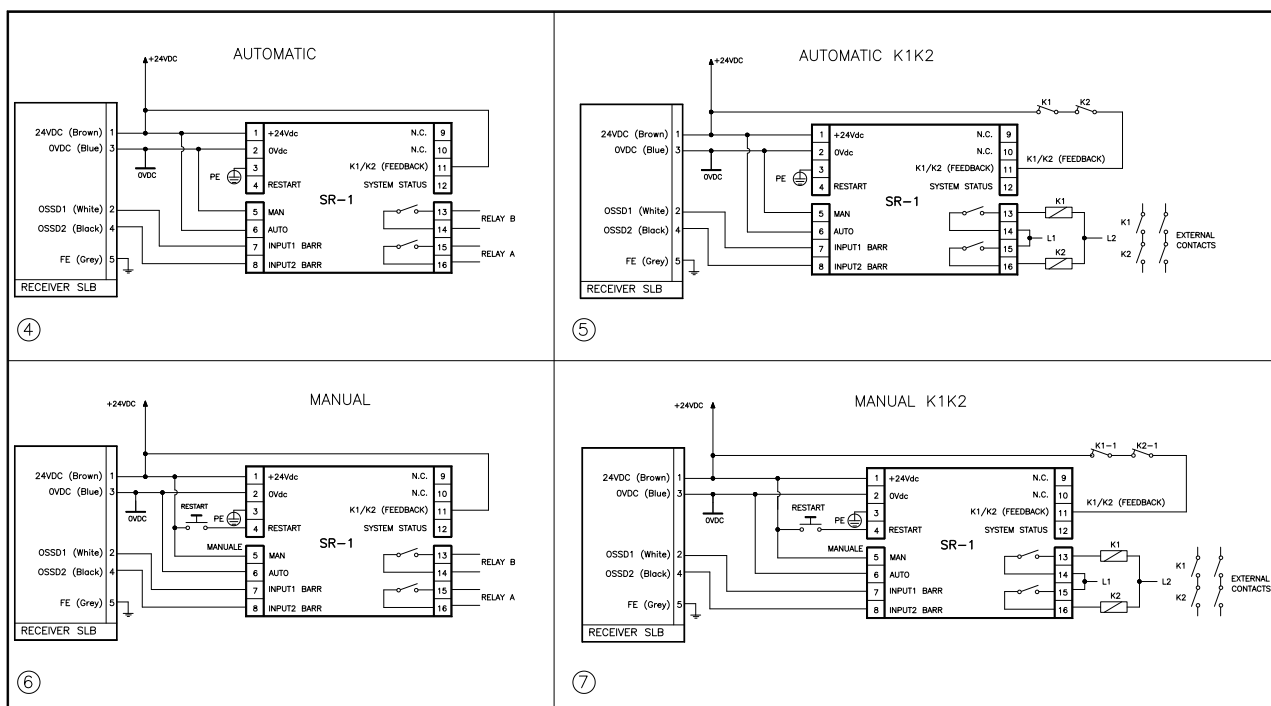 AUTOMATIC
+24VDC
24VDC (Brown) 1
0VDC (Blue) 3
0VDC
OSSD1 (White) 2
OSSD2 (Black) 4
FE (Grey) 5
RECEIVER SLB
PE
1 +24Vdc
2 0Vdc
3
4 RESTART
SR-1
5 MAN
6 AUTO
7 INPUT1 BARR
8 INPUT2 BARR
N.C. 9
N.C. 10
K1/K2 (FEEDBACK) 11
SYSTEM STATUS 12
13
14
RELAY B
15
16
RELAY A
4
AUTOMATIC K1K2
+24VDC
K1 K2
24VDC (Brown) 1
0VDC (Blue) 3
0VDC
OSSD1 (White) 2
OSSD2 (Black) 4
FE (Grey) 5
RECEIVER SLB
PE
1 +24Vdc
2 0Vdc
3
4 RESTART
SR-1
5 MAN
6 AUTO
7 INPUT1 BARR
8 INPUT2 BARR
N.C. 9
N.C. 10
K1/K2 (FEEDBACK) 11
K1/K2 (FEEDBACK)
SYSTEM STATUS 12
13
14
15
16
K1
L1
L2
K2
K1
K2
EXTERNAL
CONTACTS
5
MANUAL
+24VDC
24VDC (Brown) 1
0VDC (Blue) 3
0VDC
RESTART
OSSD1 (White) 2
OSSD2 (Black) 4
FE (Grey) 5
RECEIVER SLB
PE
MANUALE
1 +24Vdc
2 0Vdc
3
4 RESTART
SR-1
5 MAN
6 AUTO
7 INPUT1 BARR
8 INPUT2 BARR
N.C. 9
N.C. 10
K1/K2 (FEEDBACK) 11
SYSTEM STATUS 12
13
14
RELAY B
15
16
RELAY A
6
MANUAL K1K2
+24VDC
K1-1 K2-1
24VDC (Brown) 1
0VDC (Blue) 3
0VDC
RESTART
OSSD1 (White) 2
OSSD2 (Black) 4
FE (Grey) 5
RECEIVER SLB
PE
MANUALE
1 +24Vdc
2 0Vdc
3
4 RESTART
SR-1
5 MAN
6 AUTO
7 INPUT1 BARR
8 INPUT2 BARR
N.C. 9
N.C. 10
K1/K2 (FEEDBACK) 11
K1/K2 (FEEDBACK)
SYSTEM STATUS 12
13
14
15
16
K1
L1
L2
K2
K1
K2
EXTERNAL
CONTACTS
7